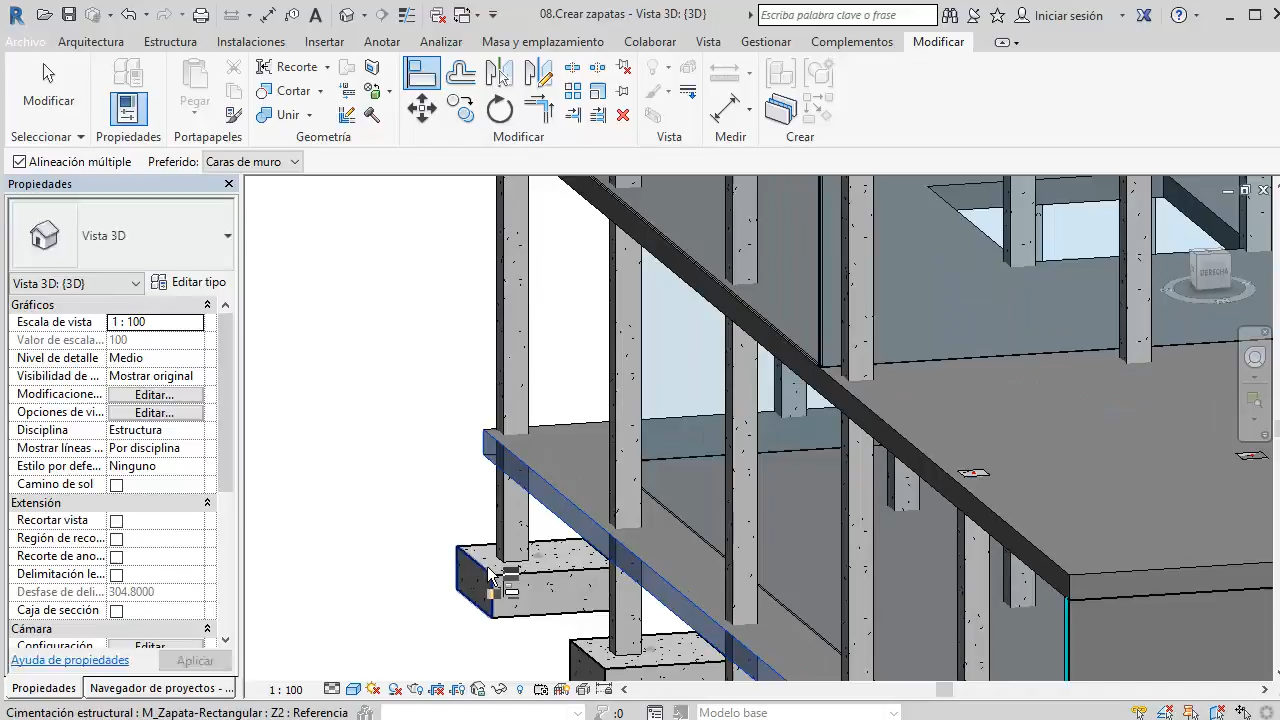 08.Crear zapatas - Vista 3D: {3D}
Escriba palabra clave o frase
Iniciar sesión
Archivo
Arquitectura
Estructura
Instalaciones
Insertar
Anotar
Analizar
Masa y emplazamiento
Colaborar
Vista
Gestionar
Complementos
Modificar
Modificar
Pegar
Recorte
Cortar
Unir
Seleccionar
Propiedades
Portapapeles
Geometría
Modificar
Vista
Medir
Crear
Alineación múltiple
Preferido:
Caras de muro
Propiedades
Vista 3D
Vista 3D: {3D}
Editar tipo
Gráficos
Escala de vista
1 : 100
Valor de escala...
100
Nivel de detalle
Medio
Visibilidad de ...
Mostrar original
Modificacione...
Editar...
Opciones de vi...
Editar...
Disciplina
Estructura
Mostrar líneas ...
Por disciplina
Estilo por defe...
Ninguno
Camino de sol
Extensión
Recortar vista
Región de reco...
Recorte de ano...
Delimitación le...
Desfase de deli...
304.8000
Caja de sección
Cámara
Ayuda de propiedades
Aplicar
Propiedades
Navegador de proyectos - ...
DERECHA
1 : 100
Cimentación estructural : M_Zapata-Rectangular : Z2 : Referencia
:0
Modelo base